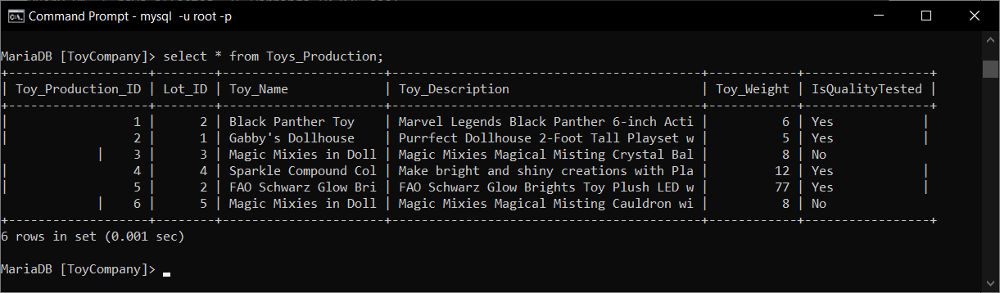 Command Prompt - mysql  -u root -p
MariaDB [ToyCompany]> select * from Toys_Production;
+-------------------+--------+----------------------+--------------------------------------------+------------+-----------------+
| Toy_Production_ID | Lot_ID | Toy_Name             | Toy_Description                            | Toy_Weight | IsQualityTested |
+-------------------+--------+----------------------+--------------------------------------------+------------+-----------------+
|                 1 |      2 | Black Panther Toy    | Marvel Legends Black Panther 6-inch Acti |          6 | Yes            |
|                 2 |      1 | Gabby's Dollhouse    | Purrfect Dollhouse 2-Foot Tall Playset w |          5 | Yes            |
            |    3 |      3 | Magic Mixies in Doll | Magic Mixies Magical Misting Crystal Bal |          8 | No
|                 4 |      4 | Sparkle Compound Col | Make bright and shiny creations with Pla |         12 | Yes            |
|                 5 |      2 | FAO Schwarz Glow Bri | FAO Schwarz Glow Brights Toy Plush LED w |         77 | Yes            |
            |    6 |      5 | Magic Mixies in Doll | Magic Mixies Magical Misting Cauldron wi |          8 | No
+-------------------+--------+----------------------+--------------------------------------------+------------+-----------------+
6 rows in set (0.001 sec)
MariaDB [ToyCompany]>